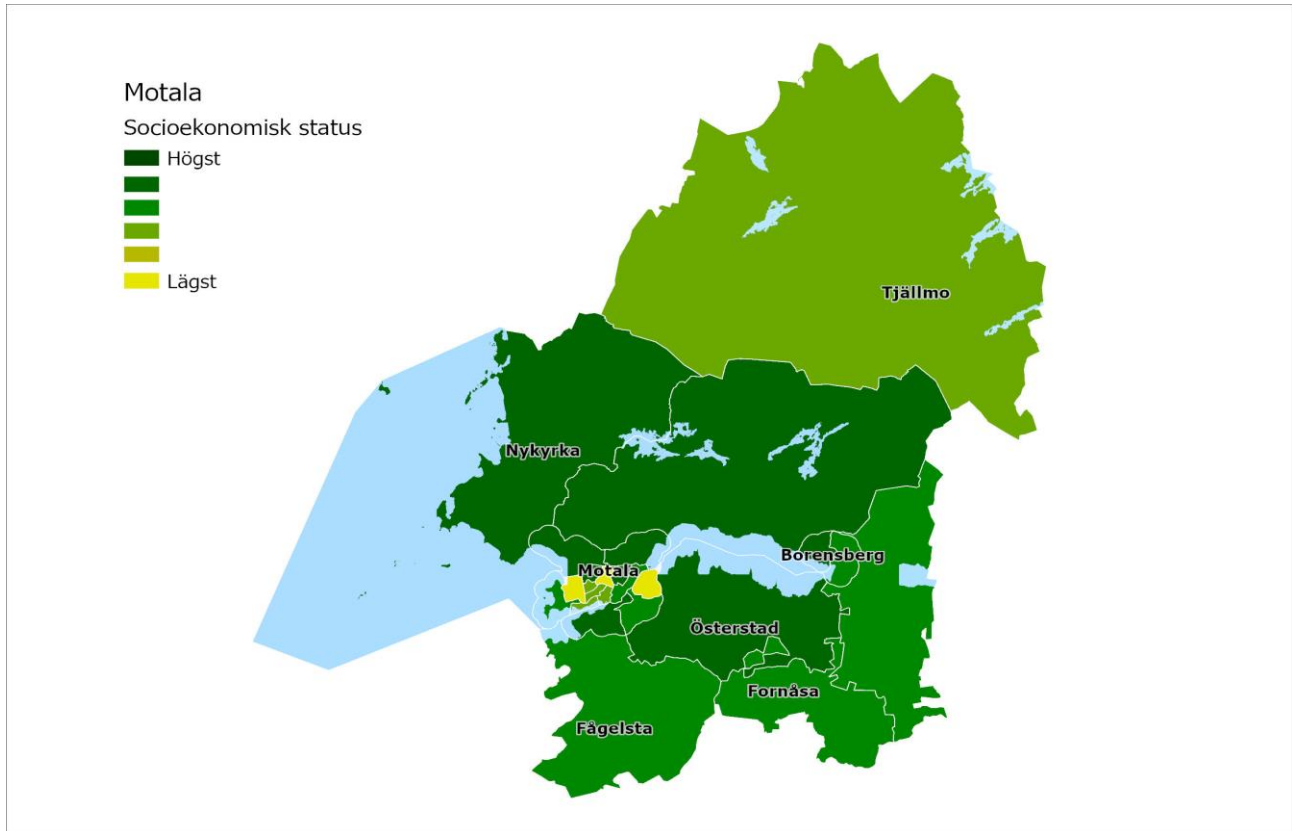 Motala
Socioekonomisk status
Högst
Lägst
Tjällmo
Nykyrka
Borensberg
Motala
Österstad
Fornåsa
Fågelsta